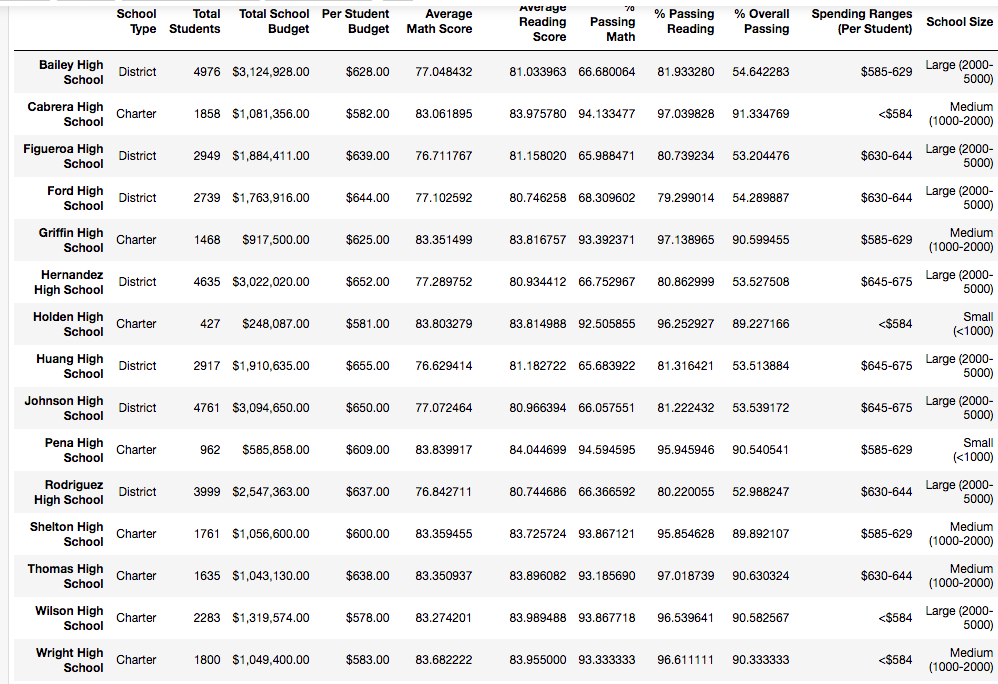 School Type Total Students Total School Budget Per Student Budget Average Math Score Average Reading Score % Passing Math % Passing Reading % Overall Passing Spending Ranges (Per Student) School Size
Bailey High School District 4976 $3,124,928.00 $628.00 77.048432 81.033963 66.680064 81.933280 54.642283 $585-629 Large (2000-5000)
Cabrera High School Charter 1858 $1,081,356.00 $582.00 83.061895 83.975780 94.133477 97.039828 91.334769 <$584 Medium (1000-2000)
Figueroa High School District 2949 $1,884,411.00 $639.00 76.711767 81.158020 65.988471 80.739234 53.204476 $630-644 Large (2000-5000)
Ford High School District 2739 $1,763,916.00 $644.00 77.102592 80.746258 68.309602 79.299014 54.289887 $630-644 Large (2000-5000)
Griffin High School Charter 1468 $917,500.00 $625.00 83.351499 83.816757 93.392371 97.138965 90.599455 $585-629 Medium (1000-2000)
Hernandez High School District 4635 $3,022,020.00 $652.00 77.289752 80.934412 66.752967 80.862999 53.527508 $645-675 Large (2000-5000)
Holden High School Charter 427 $248,087.00 $581.00 83.803279 83.814988 92.505855 96.252927 89.227166 <$584 Small (<1000)
Huang High School District 2917 $1,910,635.00 $655.00 76.629414 81.182722 65.683922 81.316421 53.513884 $645-675 Large (2000-5000)
Johnson High School District 4761 $3,094,650.00 $650.00 77.072464 80.966394 66.057551 81.222432 53.539172 $645-675 Large (2000-5000)
Pena High School Charter 962 $585,858.00 $609.00 83.839917 84.044699 94.594595 95.945946 90.540541 $585-629 Small (<1000)
Rodriguez High School District 3999 $2,547,363.00 $637.00 76.842711 80.744686 66.366592 80.220055 52.988247 $630-644 Large (2000-5000)
Shelton High School Charter 1761 $1,056,600.00 $600.00 83.359455 83.725724 93.867121 95.854628 89.892107 $585-629 Medium (1000-2000)
Thomas High School Charter 1635 $1,043,130.00 $638.00 83.350937 83.896082 93.185690 97.018739 90.630324 $630-644 Medium (1000-2000)
Wilson High School Charter 2283 $1,319,574.00 $578.00 83.274201 83.989488 93.867718 96.539641 90.582567 <$584 Large (2000-5000)
Wright High School Charter 1800 $1,049,400.00 $583.00 83.682222 83.955000 93.333333 96.611111 90.333333 <$584 Medium (1000-2000)